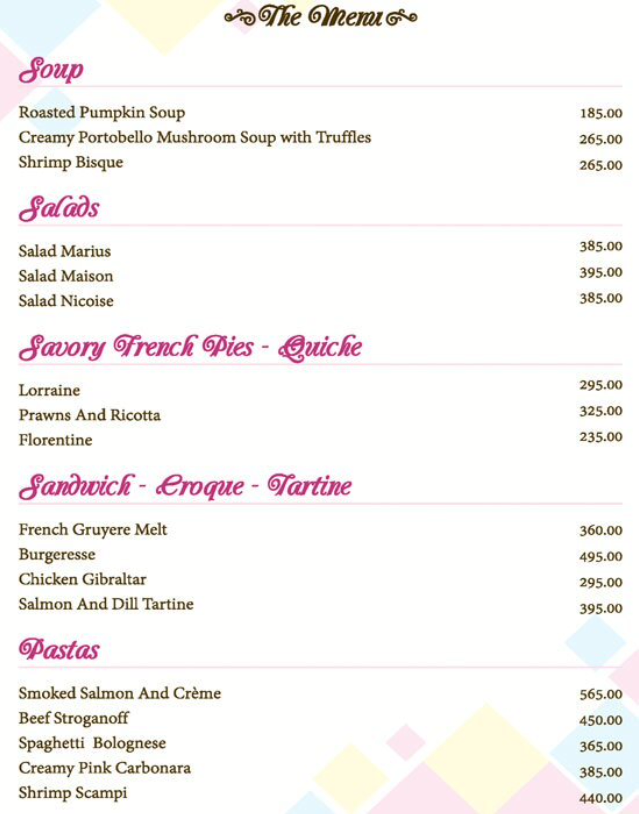 The Menu
Soup
Roasted Pumpkin Soup 185.00
Creamy Portobello Mushroom Soup with Truffles 265.00
Shrimp Bisque 265.00
Salads
Salad Marius 385.00
Salad Maison 395.00
Salad Nicoise 385.00
Savory French Pies - Quiche
Lorraine 295.00
Prawns And Ricotta 325.00
Florentine 235.00
Sandwich - Croque - Tartine
French Gruyere Melt 360.00
Burgeresse 495.00
Chicken Gibraltar 295.00
Salmon And Dill Tartine 395.00
Pastas
Smoked Salmon And Crème 565.00
Beef Stroganoff 450.00
Spaghetti Bolognese 365.00
Creamy Pink Carbonara 385.00
Shrimp Scampi 440.00